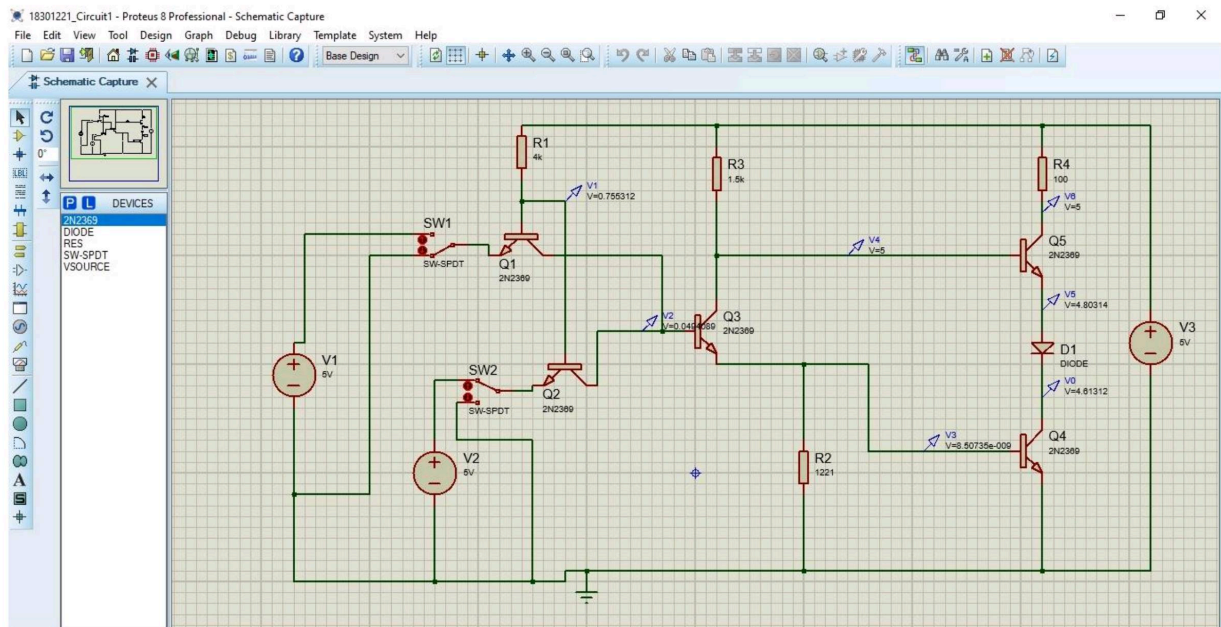 18301221_Circuit1 - Proteus 8 Professional - Schematic Capture
File Edit View Tool Design Graph Debug Library Template System Help
Base Design
Schematic Capture
0°
LBL
P L DEVICES
2N2369
DIODE
RES
SW-SPDT
VSOURCE
A
S
R1
4k
V1
V=0.755312
R3
1.5k
R4
100
V6
V=5
SW1
SW-SPDT
Q1
2N2369
V4
V=5
Q5
2N2369
V5
V=4.80314
V2
Q3
2N2369
V3
5V
V1
5V
D1
DIODE
SW2
SW-SPDT
Q2
2N2369
V0
V=4.61312
V3
V=8.50735e-009
Q4
2N2369
V2
5V
R2
1221